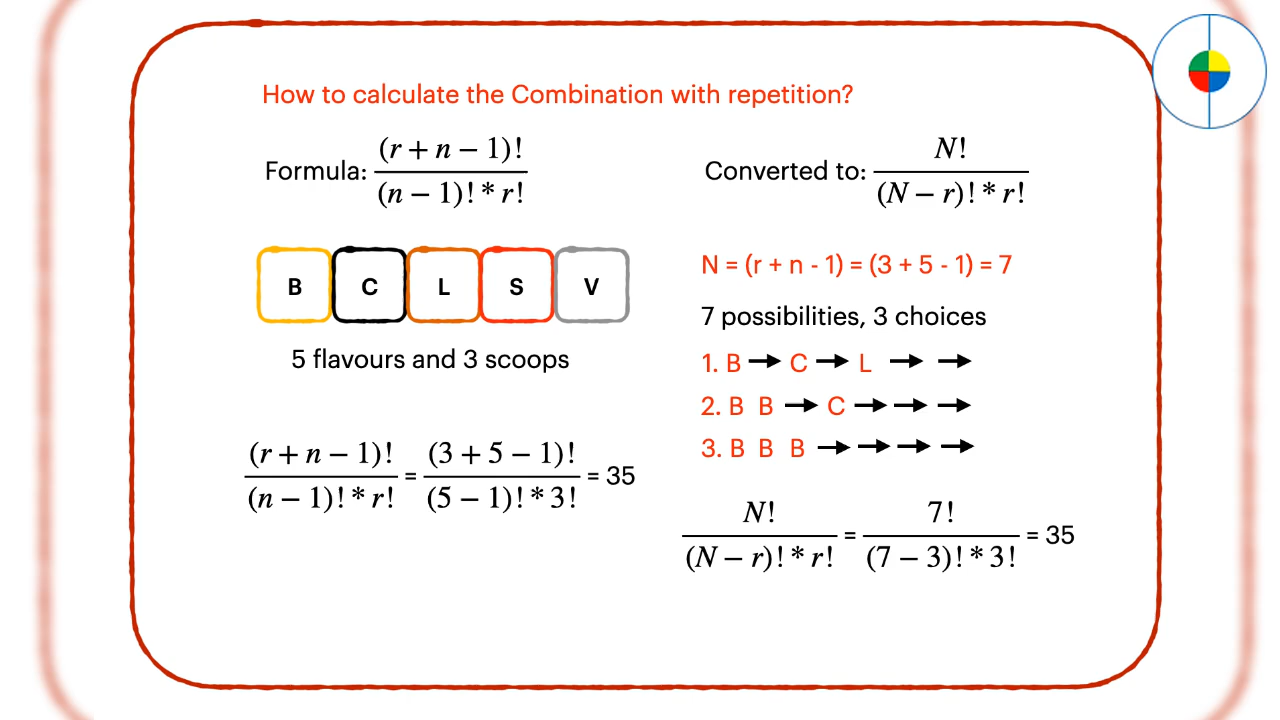 How to calculate the Combination with repetition?
Formula: (r + n − 1)! / (n − 1)! * r!
Converted to: N! / (N − r)! * r!
B C L S V
5 flavours and 3 scoops
(r + n − 1)! / (n − 1)! * r! = (3 + 5 − 1)! / (5 − 1)! * 3! = 35
N = (r + n - 1) = (3 + 5 - 1) = 7
7 possibilities, 3 choices
1. B → C → L → →
2. B B → C → → →
3. B B B → → → →
N! / (N − r)! * r! = 7! / (7 − 3)! * 3! = 35